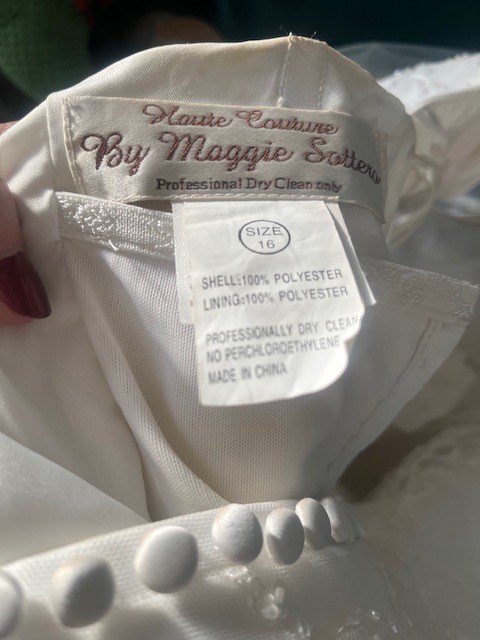 Haute Couture
By Maggie Sottero
Professional Dry Clean only
SIZE
16
SHELL:100% POLYESTER
LINING:100% POLYESTER
PROFESSIONALLY DRY CLEAN
NO PERCHLOROETHYLENE
MADE IN CHINA